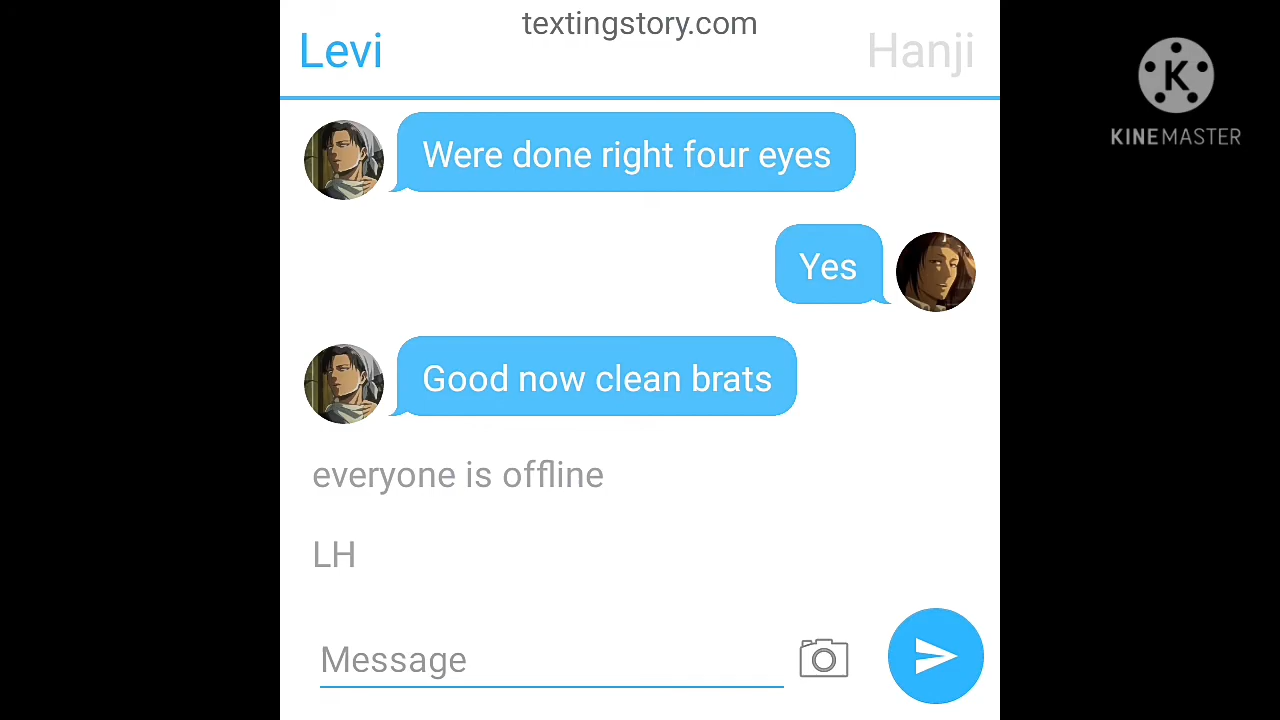 textingstory.com
Levi
Hanji
Were done right four eyes
Yes
Good now clean brats
everyone is offline
LH
Message
K
KINEMASTER